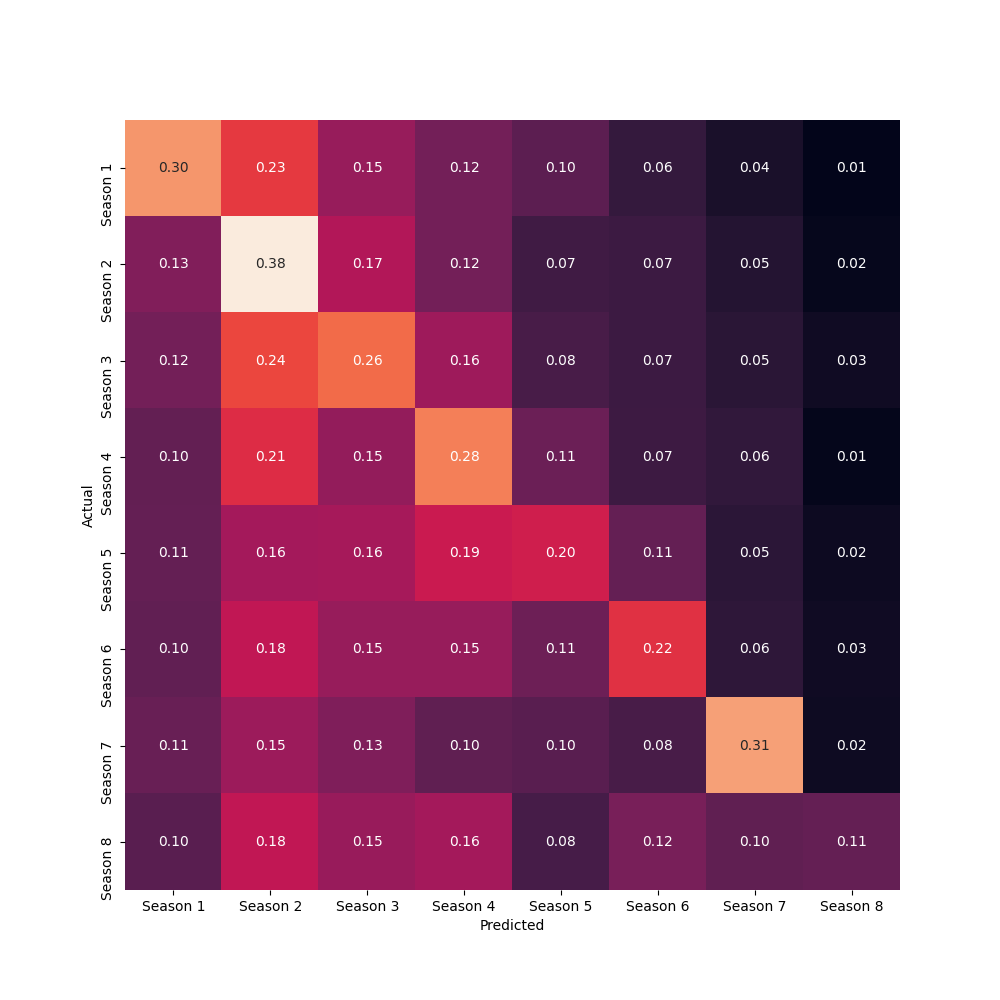 Season 1 0.30 0.23 0.15 0.12 0.10 0.06 0.04 0.01
Season 2 0.13 0.38 0.17 0.12 0.07 0.07 0.05 0.02
Season 3 0.12 0.24 0.26 0.16 0.08 0.07 0.05 0.03
Season 4 0.10 0.21 0.15 0.28 0.11 0.07 0.06 0.01
Actual
Season 5 0.11 0.16 0.16 0.19 0.20 0.11 0.05 0.02
Season 6 0.10 0.18 0.15 0.15 0.11 0.22 0.06 0.03
Season 7 0.11 0.15 0.13 0.10 0.10 0.08 0.31 0.02
Season 8 0.10 0.18 0.15 0.16 0.08 0.12 0.10 0.11
Season 1 Season 2 Season 3 Season 4 Season 5 Season 6 Season 7 Season 8
Predicted